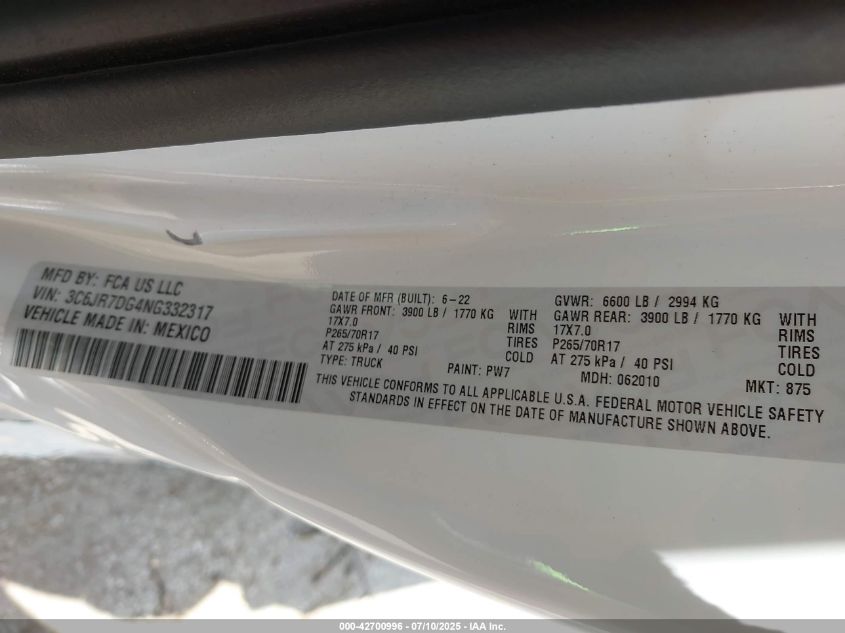 MFD BY: FCA US LLC
VIN: 3C6JR7DG4NG332317
VEHICLE MADE IN: MEXICO
DATE OF MFR (BUILT): 6-22
GAWR FRONT: 3900 LB / 1770 KG WITH
17X7.0 RIMS
P265/70R17 TIRES
AT 275 kPa / 40 PSI COLD
TYPE: TRUCK PAINT: PW7
GVWR: 6600 LB / 2994 KG
GAWR REAR: 3900 LB / 1770 KG WITH
17X7.0 RIMS
P265/70R17 TIRES
AT 275 kPa / 40 PSI COLD
MDH: 062010 MKT: 875
THIS VEHICLE CONFORMS TO ALL APPLICABLE U.S.A. FEDERAL MOTOR VEHICLE SAFETY
STANDARDS IN EFFECT ON THE DATE OF MANUFACTURE SHOWN ABOVE.
000-42700996 - 07/10/2025 - IAA Inc.